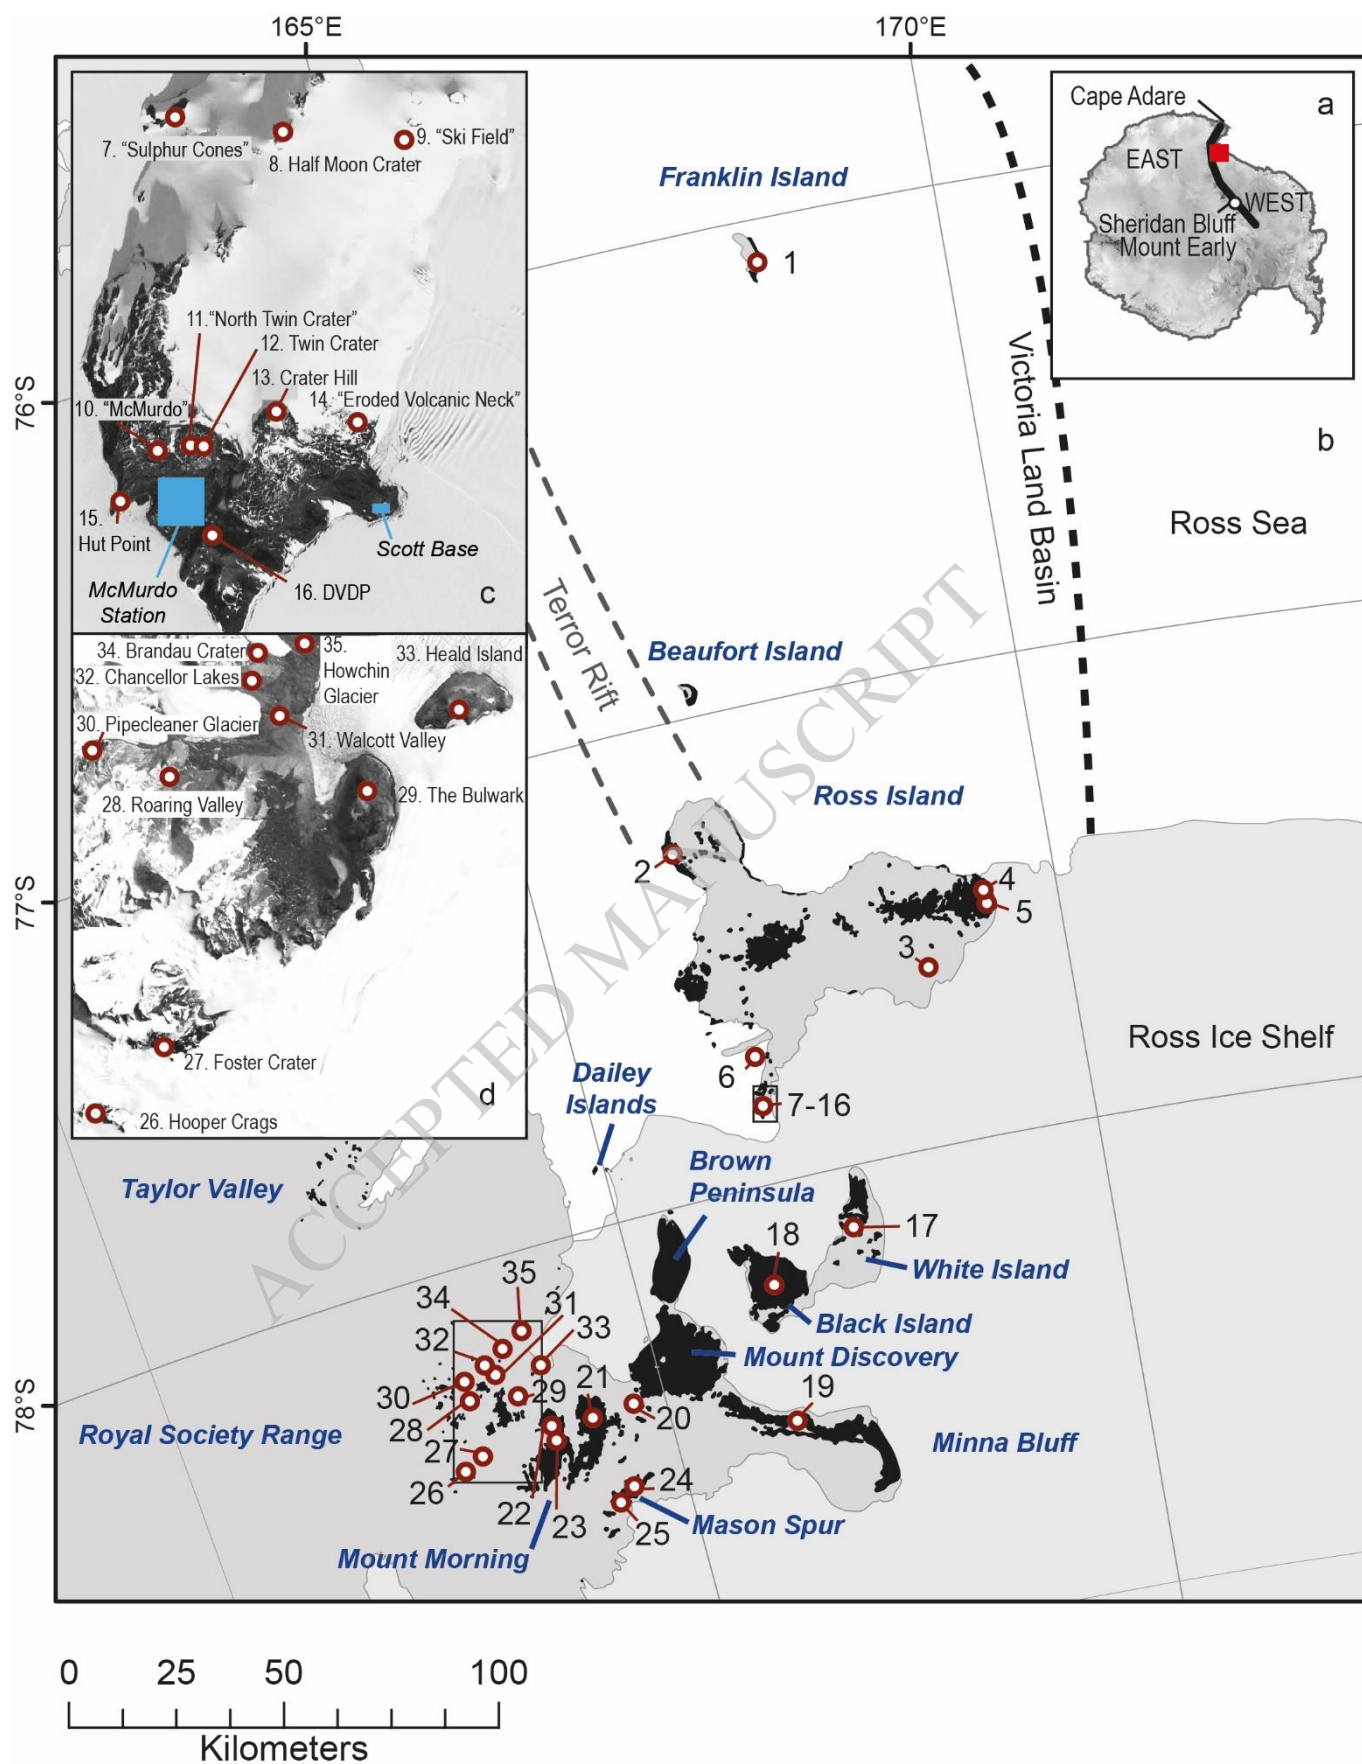 165°E
170°E
76°S
77°S
78°S
a
Cape Adare
EAST
WEST
Sheridan Bluff
Mount Early
b
7. “Sulphur Cones”
8. Half Moon Crater
9. “Ski Field”
11.“North Twin Crater”
12. Twin Crater
13. Crater Hill
14. “Eroded Volcanic Neck”
10. “McMurdo”
15.
Hut Point
McMurdo
Station
16. DVDP
Scott Base
c
34. Brandau Crater
35.
Howchin
Glacier
33. Heald Island
32. Chancellor Lakes
30. Pipecleaner Glacier
31. Walcott Valley
28. Roaring Valley
29. The Bulwark
27. Foster Crater
26. Hooper Crags
d
Franklin Island
1
Victoria Land Basin
Ross Sea
Terror Rift
Beaufort Island
Ross Island
2
4
5
3
6
7-16
Ross Ice Shelf
Dailey
Islands
Taylor Valley
Brown
Peninsula
18
17
White Island
Black Island
Mount Discovery
35
34
31
32
33
30
29
28
21
20
19
27
26
22
23
24
25
Royal Society Range
Minna Bluff
Mason Spur
Mount Morning
ACCEPTED MANUSCRIPT
0 25 50 100
Kilometers